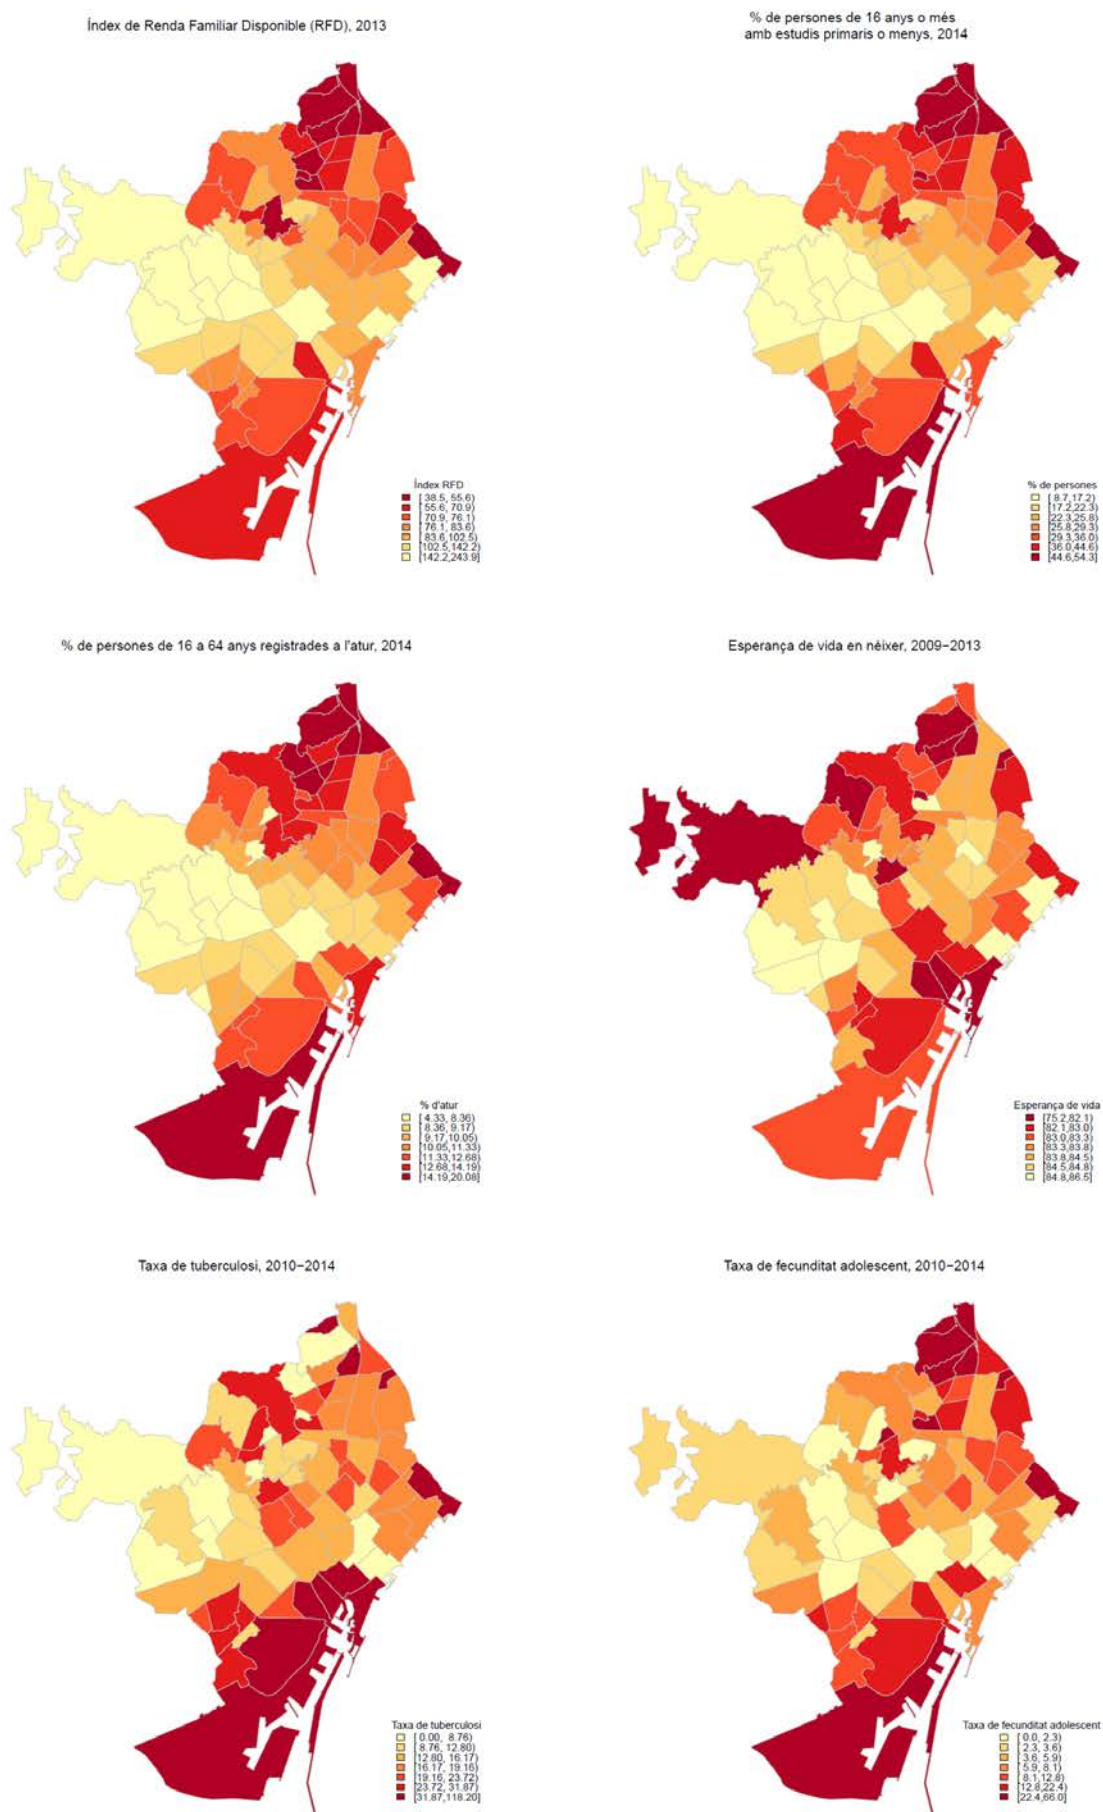 Índex de Renda Familiar Disponible (RFD), 2013
% de persones de 16 anys o més
amb estudis primaris o menys, 2014
Índex RFD
[ 38.5, 55.6)
[ 55.6, 70.9)
[ 70.9, 76.1)
[ 76.1, 83.6)
[ 83.6,102.5)
[102.5,142.2)
[142.2,243.9]
% de persones
[ 8.7,17.2)
[17.2,22.3)
[22.3,25.8)
[25.8,29.3)
[29.3,36.0)
[36.0,44.6)
[44.6,54.3]
% de persones de 16 a 64 anys registrades a l'atur, 2014
Esperança de vida en néixer, 2009−2013
% d'atur
[ 4.33, 8.36)
[ 8.36, 9.17)
[ 9.17,10.05)
[10.05,11.33)
[11.33,12.68)
[12.68,14.19)
[14.19,20.08]
Esperança de vida
[75.2,82.1)
[82.1,83.0)
[83.0,83.3)
[83.3,83.8)
[83.8,84.5)
[84.5,84.8)
[84.8,86.5]
Taxa de tuberculosi, 2010−2014
Taxa de fecunditat adolescent, 2010−2014
Taxa de tuberculosi
[ 0.00, 8.76)
[ 8.76, 12.80)
[12.80, 16.17)
[16.17, 19.16)
[19.16, 23.72)
[23.72, 31.87)
[31.87,118.20]
Taxa de fecunditat adolescent
[ 0.0, 2.3)
[ 2.3, 3.6)
[ 3.6, 5.9)
[ 5.9, 8.1)
[ 8.1,12.8)
[12.8,22.4)
[22.4,66.0]